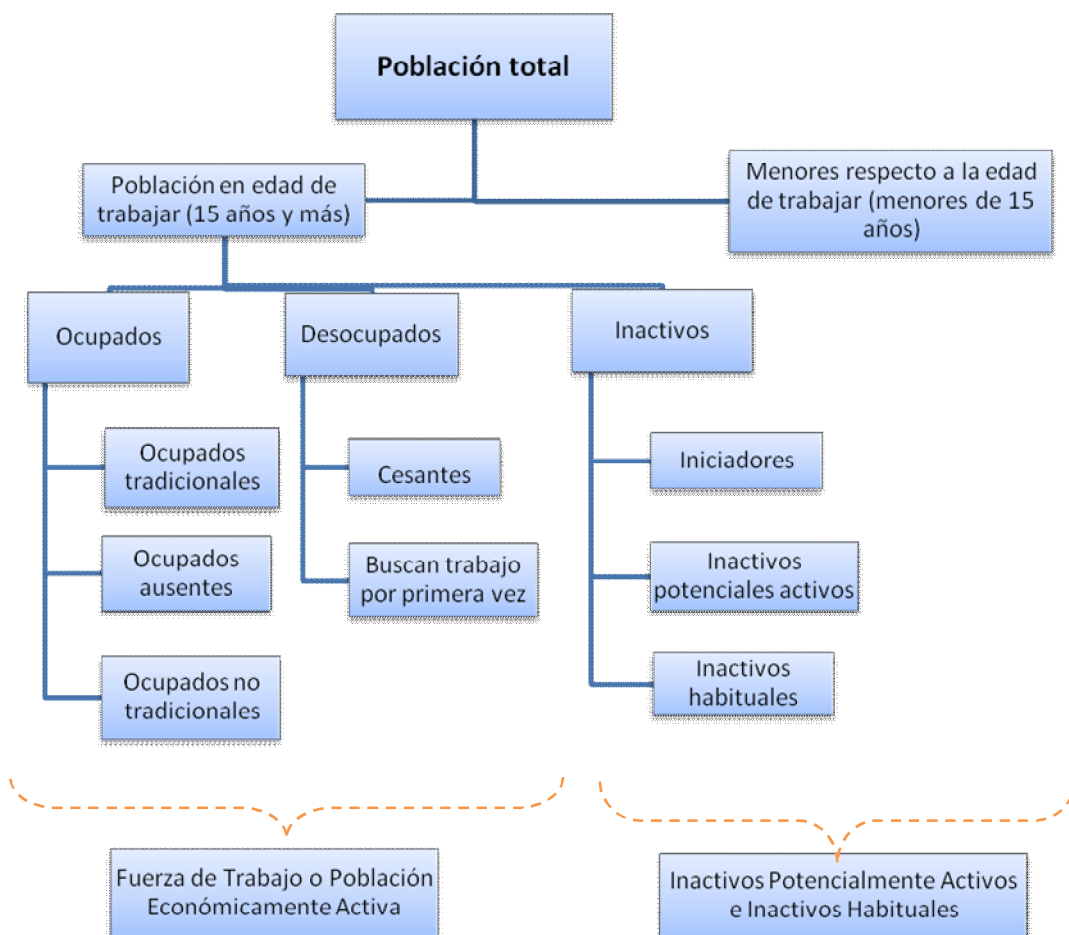 Población total
Población en edad de
trabajar (15 años y más)
Menores respecto a la edad
de trabajar (menores de 15
años)
Ocupados
Desocupados
Inactivos
Ocupados
tradicionales
Cesantes
Iniciadores
Ocupados
ausentes
Buscan trabajo
por primera vez
Inactivos
potenciales activos
Ocupados no
tradicionales
Inactivos
habituales
Fuerza de Trabajo o Población
Económicamente Activa
Inactivos Potencialmente Activos
e Inactivos Habituales